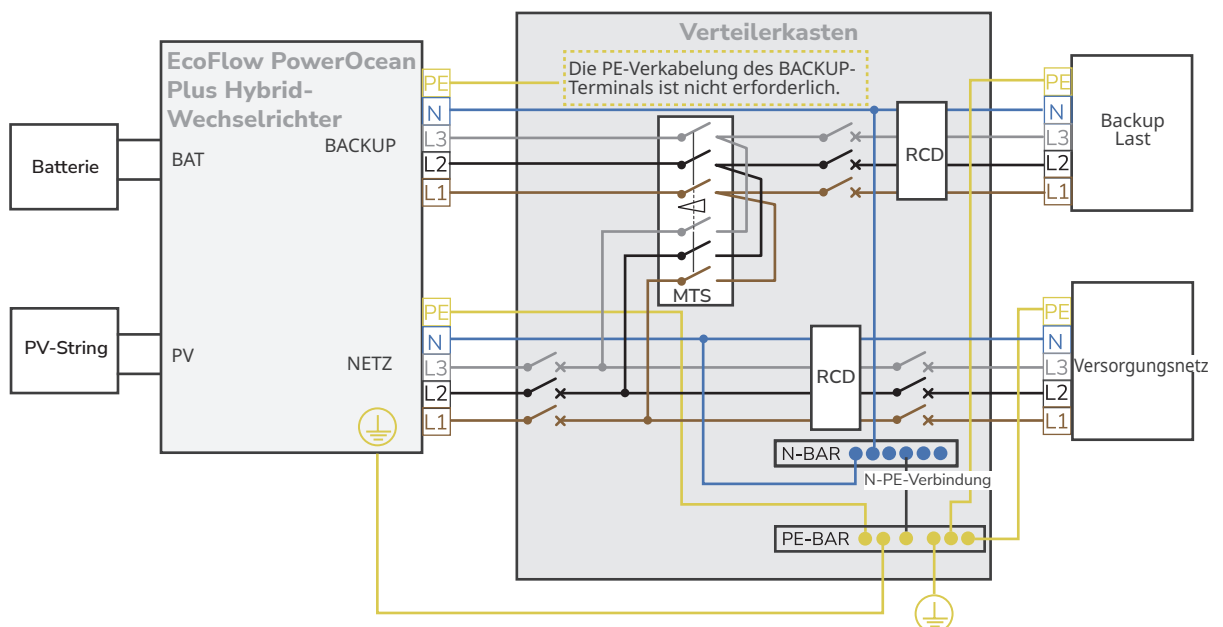 Verteilerkasten
EcoFlow PowerOcean
Plus Hybrid-
Wechselrichter
Die PE-Verkabelung des BACKUP-
Terminals ist nicht erforderlich.
PE
N
L3
L2
L1
BACKUP
BAT
Batterie
RCD
PE
N
L3
L2
L1
Backup
Last
MTS
PV-String
PV
NETZ
PE
N
L3
L2
L1
RCD
PE
N
L3
L2
L1
Versorgungsnetz
N-BAR
N-PE-Verbindung
PE-BAR